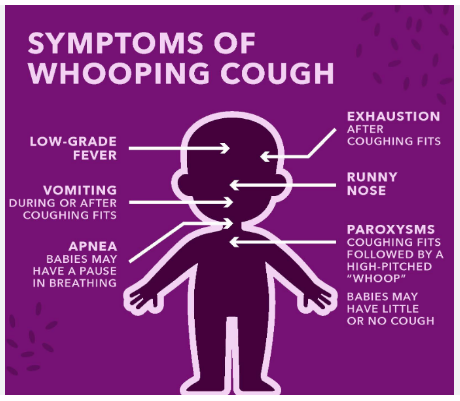 SYMPTOMS OF
WHOOPING COUGH
LOW-GRADE
FEVER
VOMITING
DURING OR AFTER
COUGHING FITS
APNEA
BABIES MAY
HAVE A PAUSE
IN BREATHING
EXHAUSTION
AFTER
COUGHING FITS
RUNNY
NOSE
PAROXYSMS
COUGHING FITS
FOLLOWED BY A
HIGH-PITCHED
"WHOOP"
BABIES MAY
HAVE LITTLE
OR NO COUGH